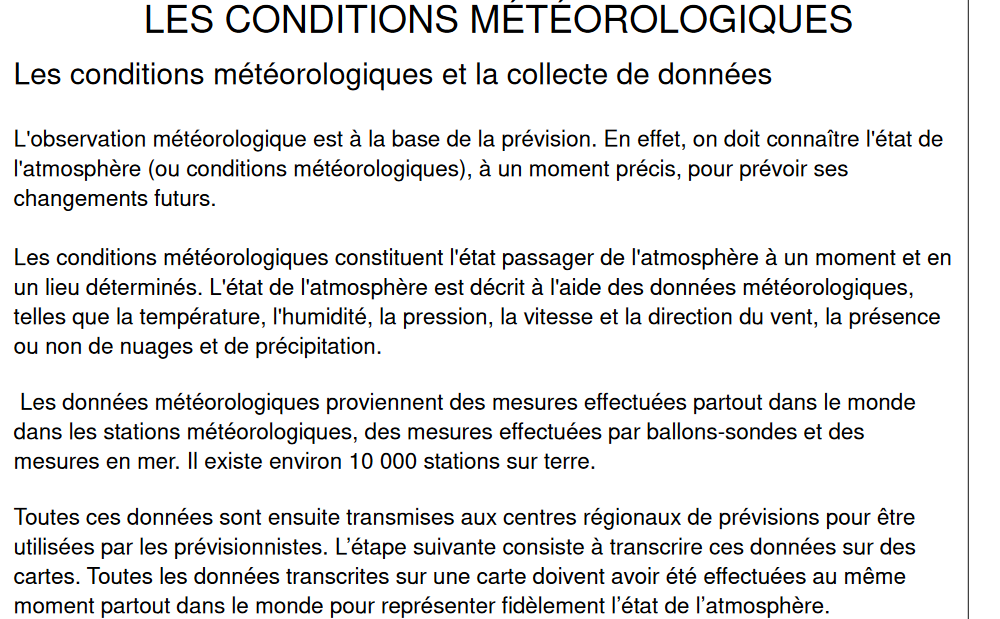 LES CONDITIONS MÉTÉOROLOGIQUES
Les conditions météorologiques et la collecte de données
L'observation météorologique est à la base de la prévision. En effet, on doit connaître l'état de
l'atmosphère (ou conditions météorologiques), à un moment précis, pour prévoir ses
changements futurs.
Les conditions météorologiques constituent l'état passager de l'atmosphère à un moment et en
un lieu déterminés. L'état de l'atmosphère est décrit à l'aide des données météorologiques,
telles que la température, l'humidité, la pression, la vitesse et la direction du vent, la présence
ou non de nuages et de précipitation.
Les données météorologiques proviennent des mesures effectuées partout dans le monde
dans les stations météorologiques, des mesures effectuées par ballons-sondes et des
mesures en mer. Il existe environ 10 000 stations sur terre.
Toutes ces données sont ensuite transmises aux centres régionaux de prévisions pour être
utilisées par les prévisionnistes. L’étape suivante consiste à transcrire ces données sur des
cartes. Toutes les données transcrites sur une carte doivent avoir été effectuées au même
moment partout dans le monde pour représenter fidèlement l’état de l’atmosphère.